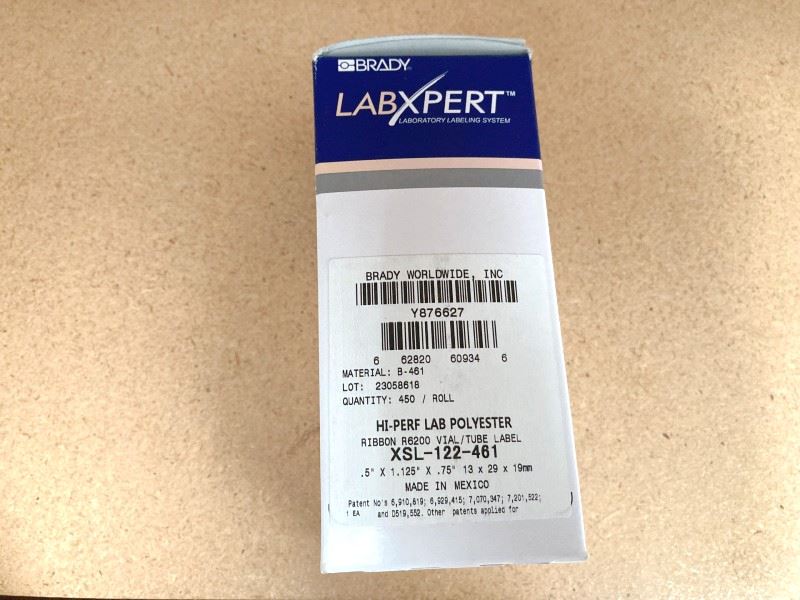 BRADY
LABXPERT™
LABORATORY LABELING SYSTEM
BRADY WORLDWIDE, INC
Y876627
6 62820 60934 6
MATERIAL: B-461
LOT: 23058618
QUANTITY: 450 / ROLL
HI-PERF LAB POLYESTER
RIBBON R6200 VIAL/TUBE LABEL
XSL-122-461
.5" X 1.125" X .75" 13 x 29 x 19mm
MADE IN MEXICO
Patent No's 6,910,819; 6,929,415; 7,070,347; 7,201,522;
1 EA and D519,552. Other patents applied for